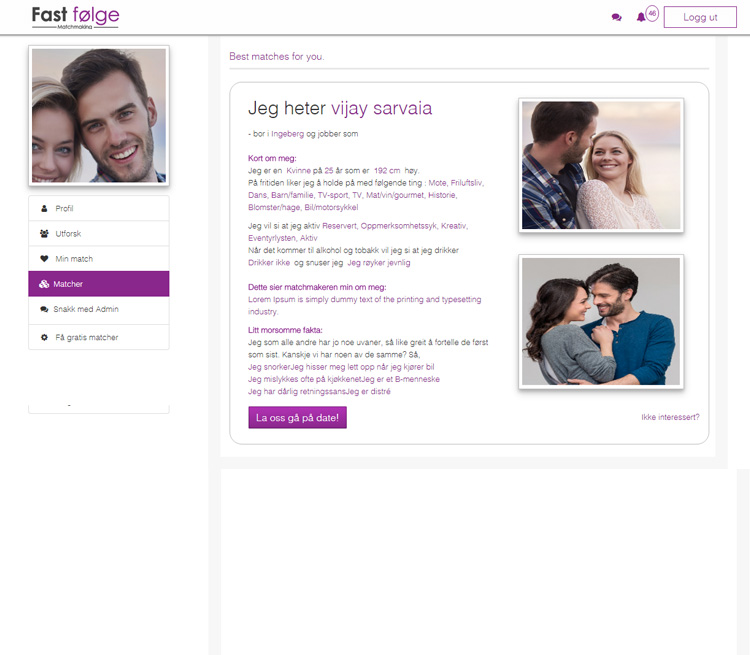 Fast følge
Matchmaking
46
Logg ut
Profil
Utforsk
Min match
Matcher
Snakk med Admin
Få gratis matcher
Best matches for you.
Jeg heter vijay sarvaia
- bor i Ingeberg og jobber som
Kort om meg:
Jeg er en Kvinne på 25 år som er 192 cm høy.
På fritiden liker jeg å holde på med følgende ting : Mote, Friluftsliv,
Dans, Barn/familie, TV-sport, TV, Mat/vin/gourmet, Historie,
Blomster/hage, Bil/motorsykkel
Jeg vil si at jeg aktiv Reservert, Oppmerksomhetssyk, Kreativ,
Eventyrlysten, Aktiv
Når det kommer til alkohol og tobakk vil jeg si at jeg drikker
Drikker ikke og snuser jeg Jeg røyker jevnlig
Dette sier matchmakeren min om meg:
Lorem Ipsum is simply dummy text of the printing and typesetting
industry.
Litt morsomme fakta:
Jeg som alle andre har jo noe uvaner, så like greit å fortelle de først
som sist. Kanskje vi har noen av de samme? Så,
Jeg snorkerJeg hisser meg lett opp når jeg kjører bil
Jeg mislykkes ofte på kjøkkenetJeg er et B-menneske
Jeg har dårlig retningssansJeg er distré
La oss gå på date!
Ikke interessert?